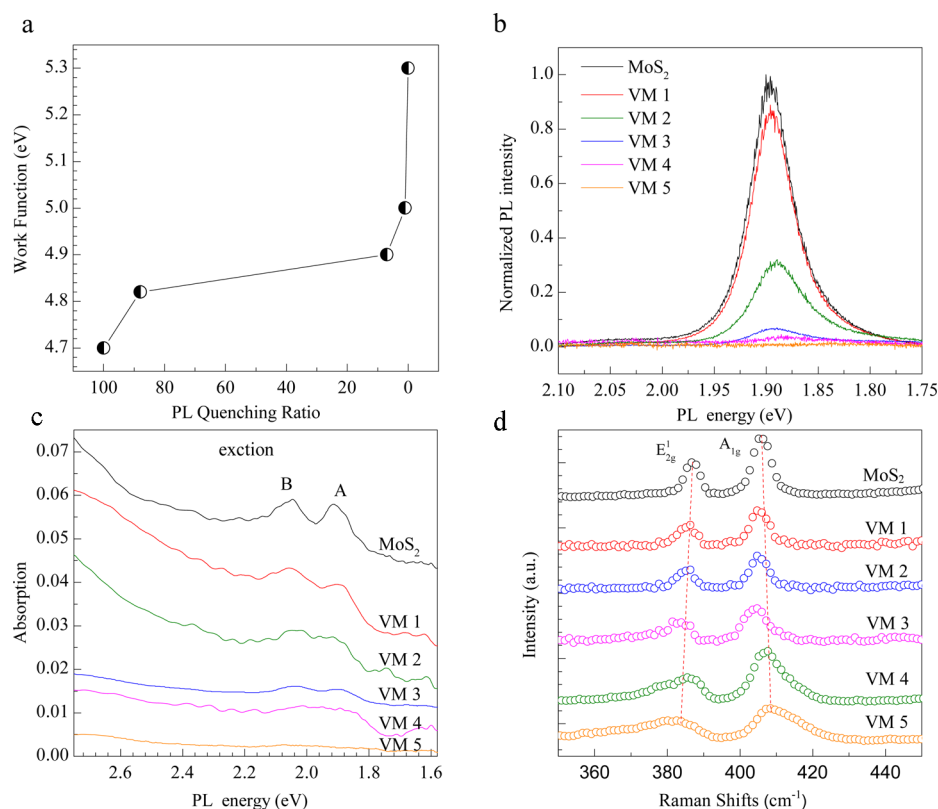 a
Work Function (eV)
5.3
5.2
5.1
5.0
4.9
4.8
4.7
100
80
60
40
20
0
PL Quenching Ratio
b
Normalized PL intensity
1.0
0.8
0.6
0.4
0.2
0.0
MoS₂
VM 1
VM 2
VM 3
VM 4
VM 5
2.10
2.05
2.00
1.95
1.90
1.85
1.80
1.75
PL energy (eV)
c
Absorption
0.07
0.06
0.05
0.04
0.03
0.02
0.01
0.00
exction
B
A
MoS₂
VM 1
VM 2
VM 3
VM 4
VM 5
2.6
2.4
2.2
2.0
1.8
1.6
PL energy (eV)
d
Intensity (a.u.)
E¹₂g
A₁g
MoS₂
VM 1
VM 2
VM 3
VM 4
VM 5
360
380
400
420
440
Raman Shifts (cm⁻¹)